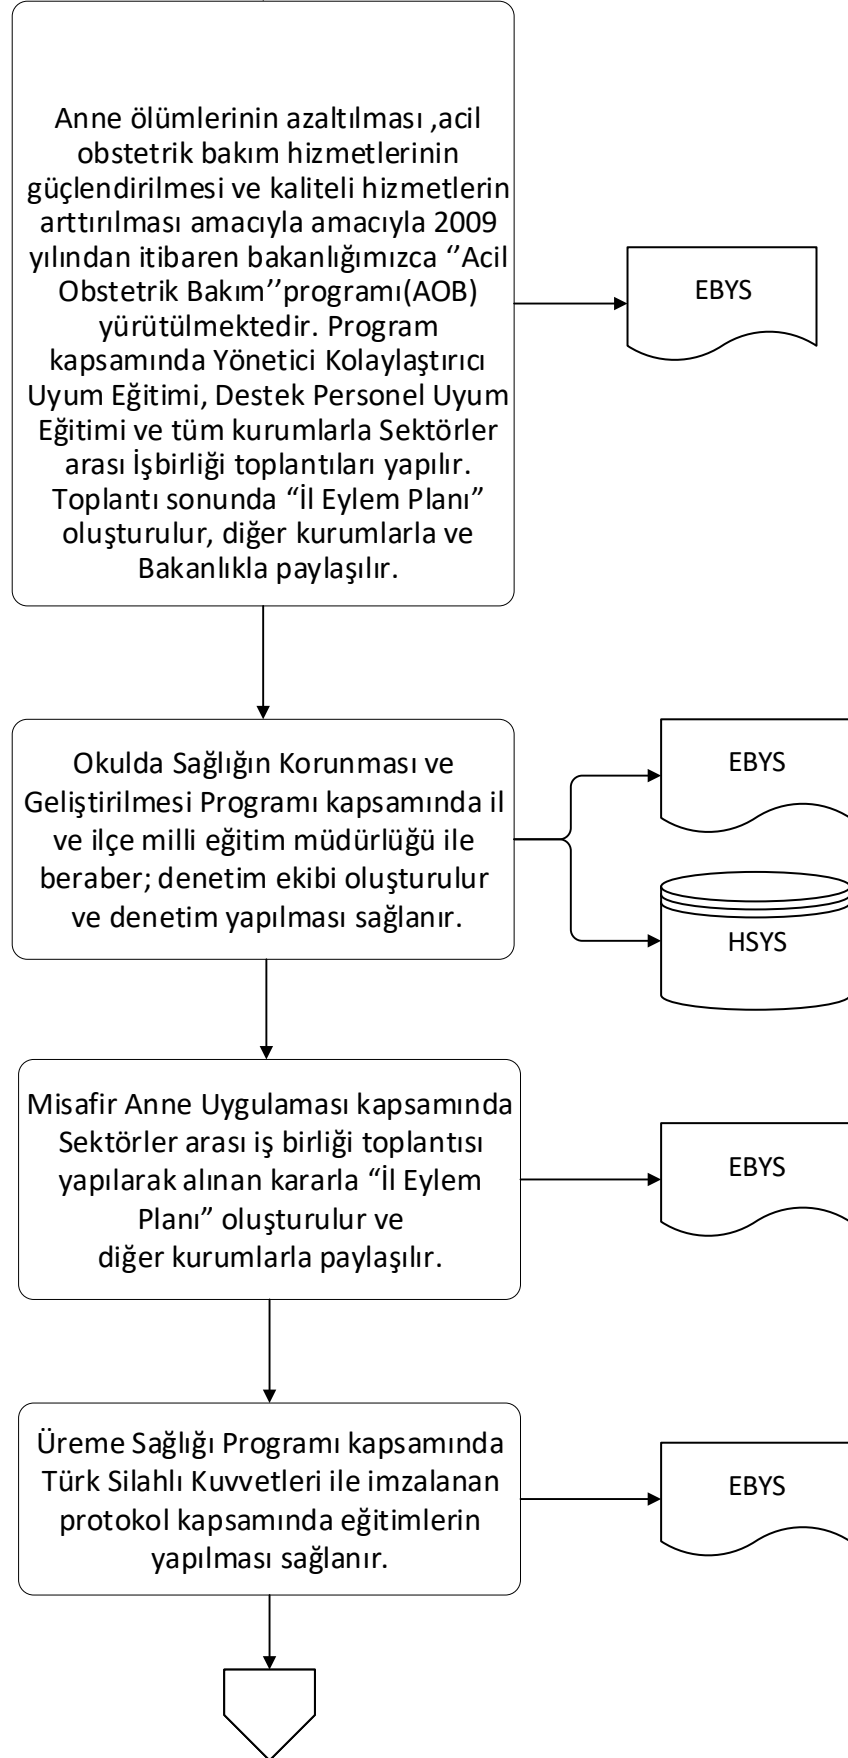 Anne ölümlerinin azaltılması ,acil
obstetrik bakım hizmetlerinin
güçlendirilmesi ve kaliteli hizmetlerin
arttırılması amacıyla amacıyla 2009
yılından itibaren bakanlığımızca ‘’Acil
Obstetrik Bakım’’programı(AOB)
yürütülmektedir. Program
kapsamında Yönetici Kolaylaştırıcı
Uyum Eğitimi, Destek Personel Uyum
Eğitimi ve tüm kurumlarla Sektörler
arası İşbirliği toplantıları yapılır.
Toplantı sonunda “İl Eylem Planı”
oluşturulur, diğer kurumlarla ve
Bakanlıkla paylaşılır.
EBYS
Okulda Sağlığın Korunması ve
Geliştirilmesi Programı kapsamında il
ve ilçe milli eğitim müdürlüğü ile
beraber; denetim ekibi oluşturulur
ve denetim yapılması sağlanır.
EBYS
HSYS
Misafir Anne Uygulaması kapsamında
Sektörler arası iş birliği toplantısı
yapılarak alınan kararla “İl Eylem
Planı” oluşturulur ve
diğer kurumlarla paylaşılır.
EBYS
Üreme Sağlığı Programı kapsamında
Türk Silahlı Kuvvetleri ile imzalanan
protokol kapsamında eğitimlerin
yapılması sağlanır.
EBYS